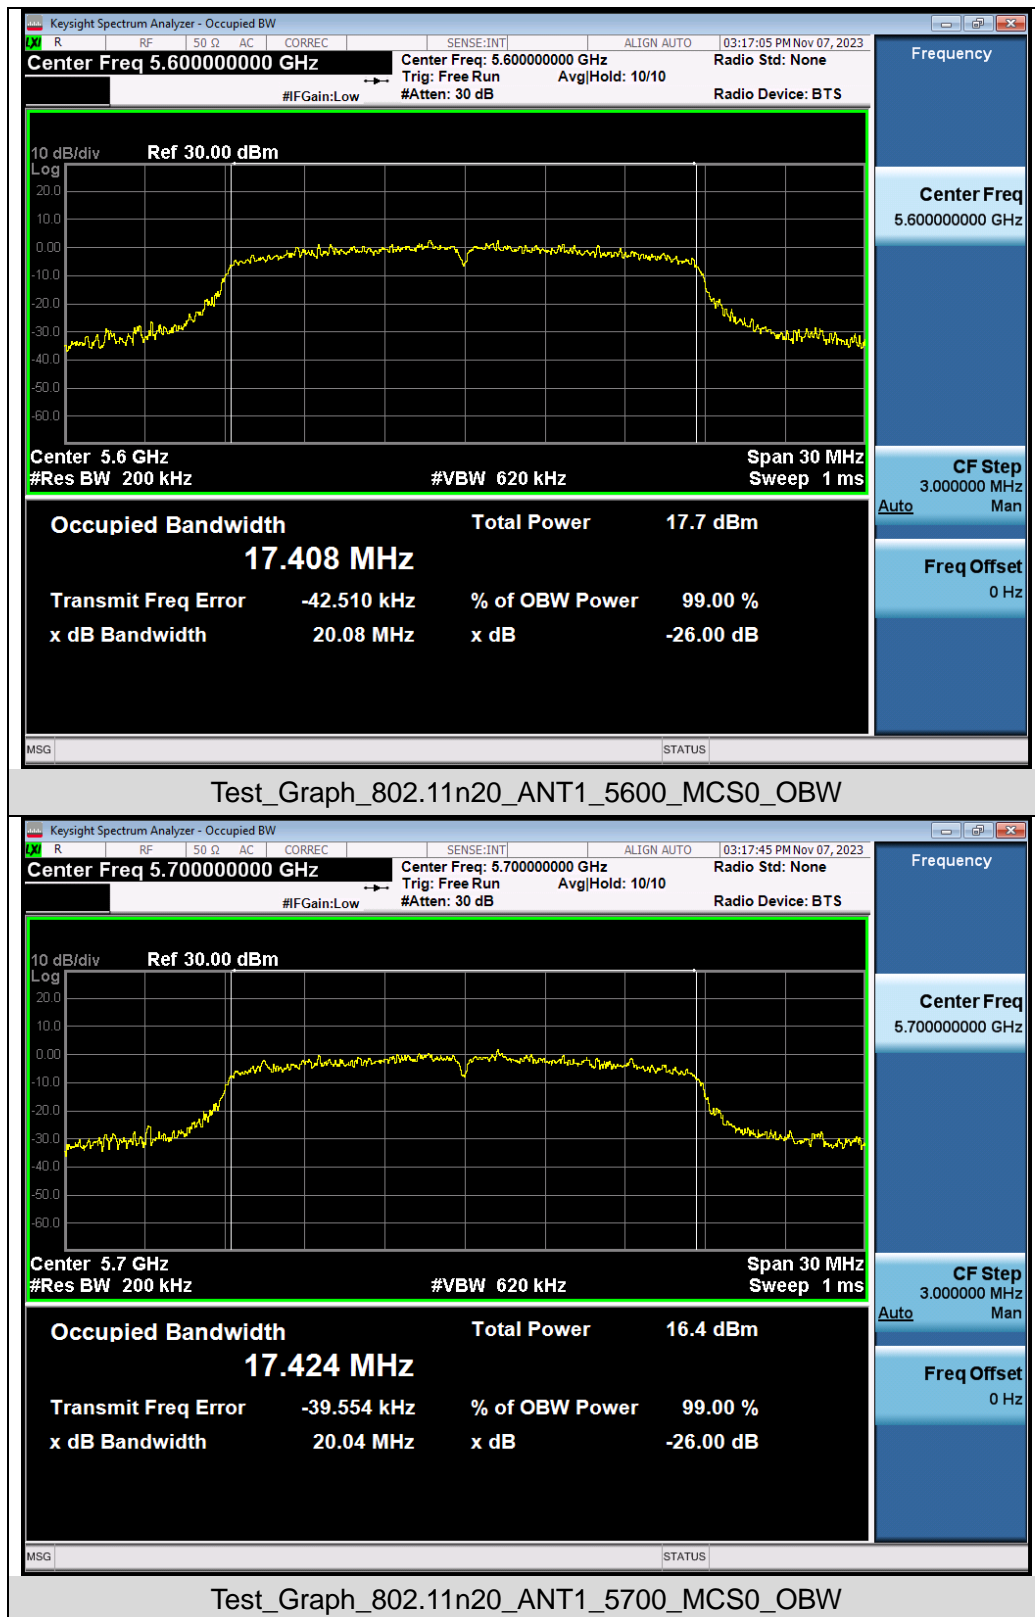 Keysight Spectrum Analyzer - Occupied BW
LXI R RF 50 Ω AC CORREC SENSE:INT ALIGN AUTO 03:17:05 PM Nov 07, 2023
Center Freq 5.600000000 GHz
Center Freq: 5.600000000 GHz Radio Std: None
Trig: Free Run Avg|Hold: 10/10
#IFGain:Low #Atten: 30 dB Radio Device: BTS
Frequency
10 dB/div Ref 30.00 dBm
Log
20.0
10.0
0.00
-10.0
-20.0
-30.0
-40.0
-50.0
-60.0
Center Freq
5.600000000 GHz
Center 5.6 GHz Span 30 MHz
#Res BW 200 kHz #VBW 620 kHz Sweep 1 ms
CF Step
3.000000 MHz
Auto Man
Freq Offset
0 Hz
Occupied Bandwidth Total Power 17.7 dBm
17.408 MHz
Transmit Freq Error -42.510 kHz % of OBW Power 99.00 %
x dB Bandwidth 20.08 MHz x dB -26.00 dB
MSG STATUS
Test_Graph_802.11n20_ANT1_5600_MCS0_OBW
Keysight Spectrum Analyzer - Occupied BW
LXI R RF 50 Ω AC CORREC SENSE:INT ALIGN AUTO 03:17:45 PM Nov 07, 2023
Center Freq 5.700000000 GHz
Center Freq: 5.700000000 GHz Radio Std: None
Trig: Free Run Avg|Hold: 10/10
#IFGain:Low #Atten: 30 dB Radio Device: BTS
Frequency
10 dB/div Ref 30.00 dBm
Log
20.0
10.0
0.00
-10.0
-20.0
-30.0
-40.0
-50.0
-60.0
Center Freq
5.700000000 GHz
Center 5.7 GHz Span 30 MHz
#Res BW 200 kHz #VBW 620 kHz Sweep 1 ms
CF Step
3.000000 MHz
Auto Man
Freq Offset
0 Hz
Occupied Bandwidth Total Power 16.4 dBm
17.424 MHz
Transmit Freq Error -39.554 kHz % of OBW Power 99.00 %
x dB Bandwidth 20.04 MHz x dB -26.00 dB
MSG STATUS
Test_Graph_802.11n20_ANT1_5700_MCS0_OBW